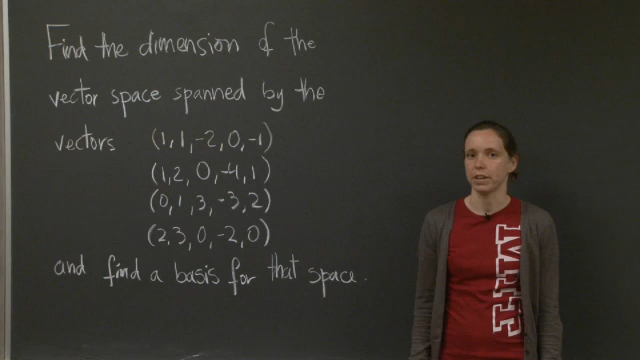 Find the dimension of the
vector space spanned by the
vectors (1,1,-2,0,-1)
(1,2,0,-4,1)
(0,1,3,-3,2)
(2,3,0,-2,0)
and find a basis for that space.
MIT